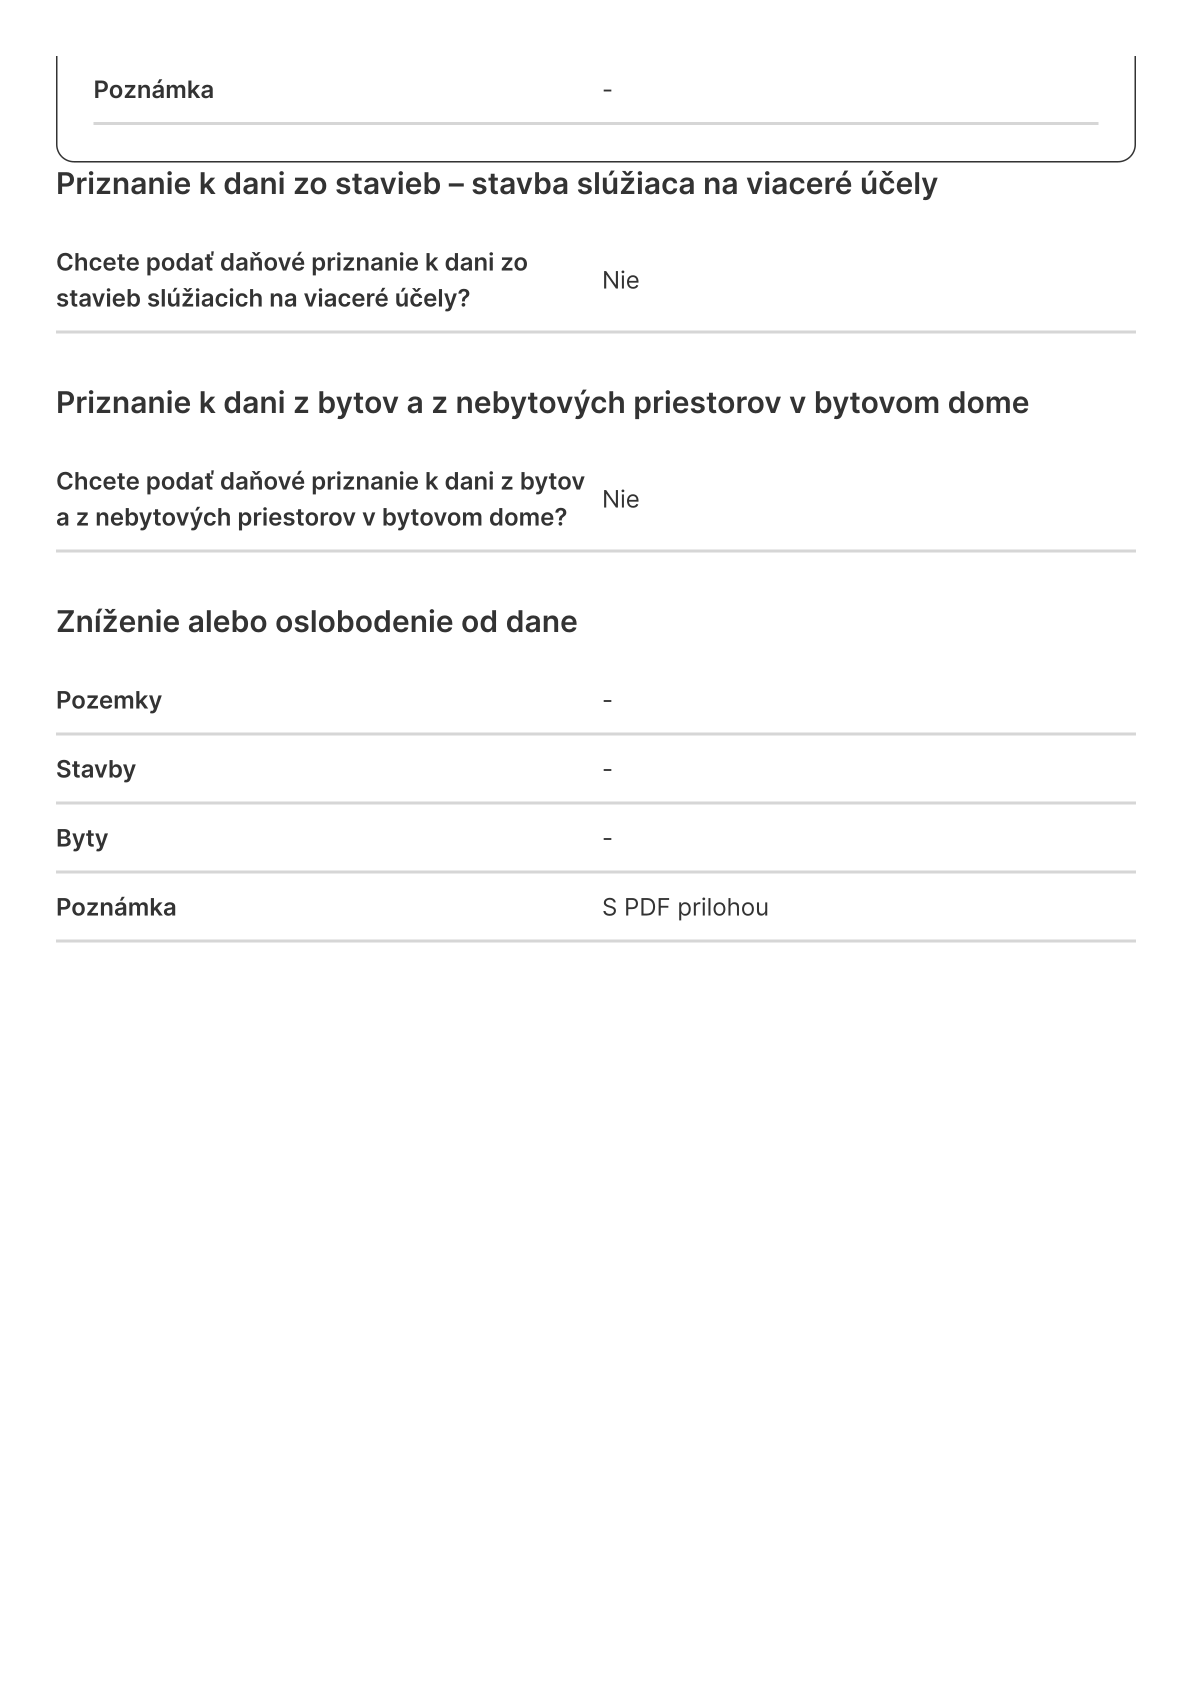 Poznámka -
Priznanie k dani zo stavieb – stavba slúžiaca na viaceré účely
Chcete podať daňové priznanie k dani zo
stavieb slúžiacich na viaceré účely?
Nie
Priznanie k dani z bytov a z nebytových priestorov v bytovom dome
Chcete podať daňové priznanie k dani z bytov
a z nebytových priestorov v bytovom dome?
Nie
Zníženie alebo oslobodenie od dane
Pozemky -
Stavby -
Byty -
Poznámka S PDF prilohou